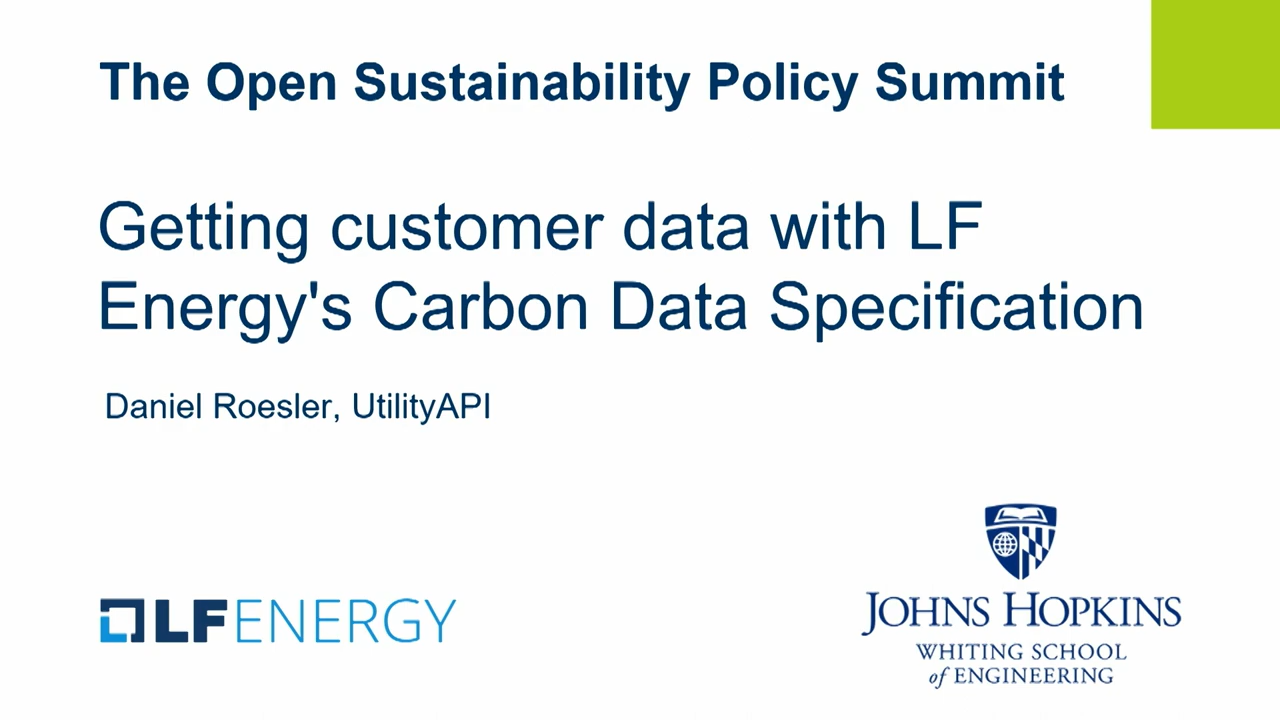 The Open Sustainability Policy Summit
Getting customer data with LF
Energy's Carbon Data Specification
Daniel Roesler, UtilityAPI
LFENERGY
JOHNS HOPKINS
WHITING SCHOOL
of ENGINEERING